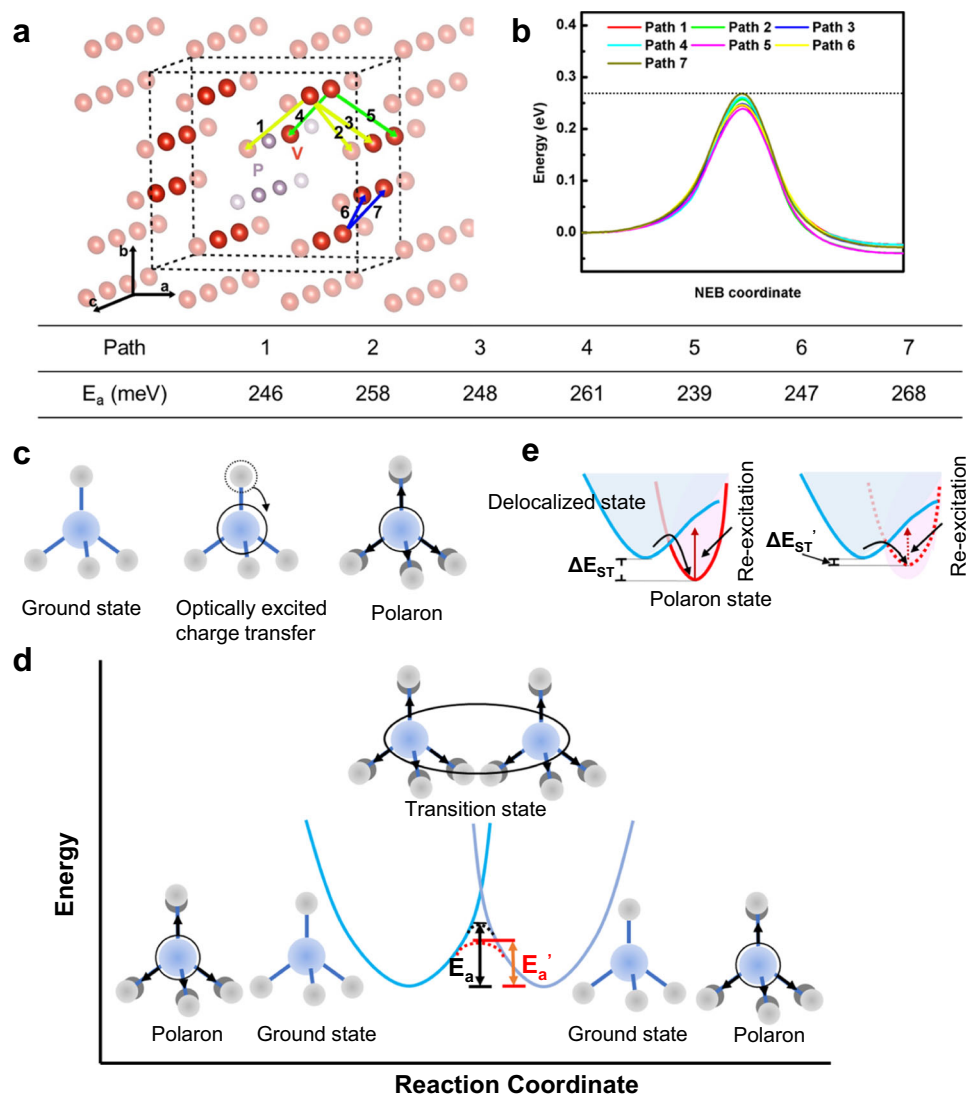 a
1
4
3
2
5
V
P
6
7
b
a
c
b
Path 1 Path 2 Path 3
Path 4 Path 5 Path 6
Path 7
0.4
0.3
0.2
0.1
0.0
Energy (eV)
NEB coordinate
Path 1 2 3 4 5 6 7
Eₐ (meV) 246 258 248 261 239 247 268
c
Ground state
Optically excited
charge transfer
Polaron
e
Delocalized state
ΔE_ST
Re-excitation
Polaron state
ΔE_ST'
Re-excitation
d
Transition state
Energy
Eₐ
Eₐ'
Polaron
Ground state
Ground state
Polaron
Reaction Coordinate